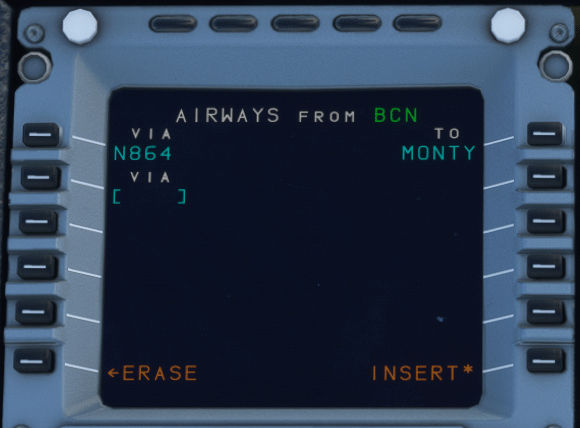 AIRWAYS FROM BCN
VIA TO
N864 MONTY
VIA
[ ]
←ERASE INSERT*